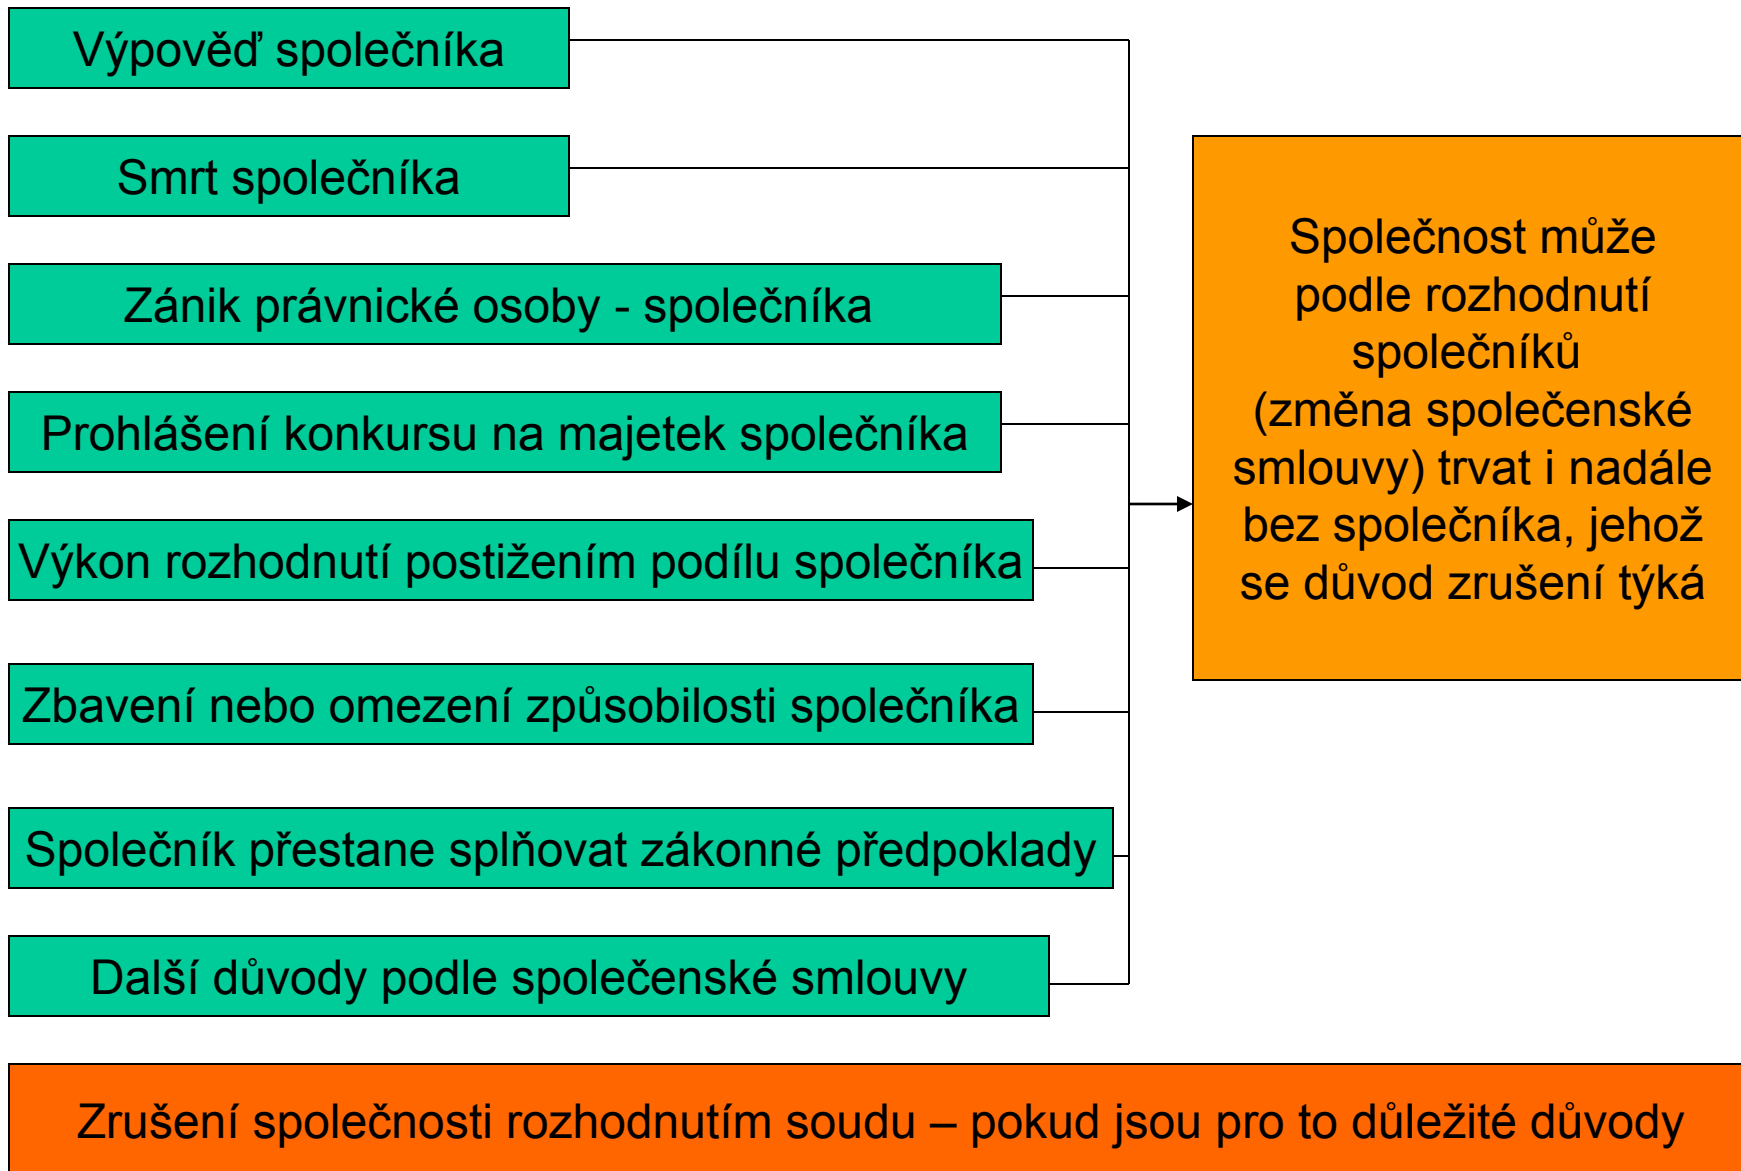 Výpověď společníka
Smrt společníka
Zánik právnické osoby - společníka
Prohlášení konkursu na majetek společníka
Výkon rozhodnutí postižením podílu společníka
Zbavení nebo omezení způsobilosti společníka
Společník přestane splňovat zákonné předpoklady
Další důvody podle společenské smlouvy
Společnost může
podle rozhodnutí
společníků
(změna společenské
smlouvy) trvat i nadále
bez společníka, jehož
se důvod zrušení týká
Zrušení společnosti rozhodnutím soudu – pokud jsou pro to důležité důvody